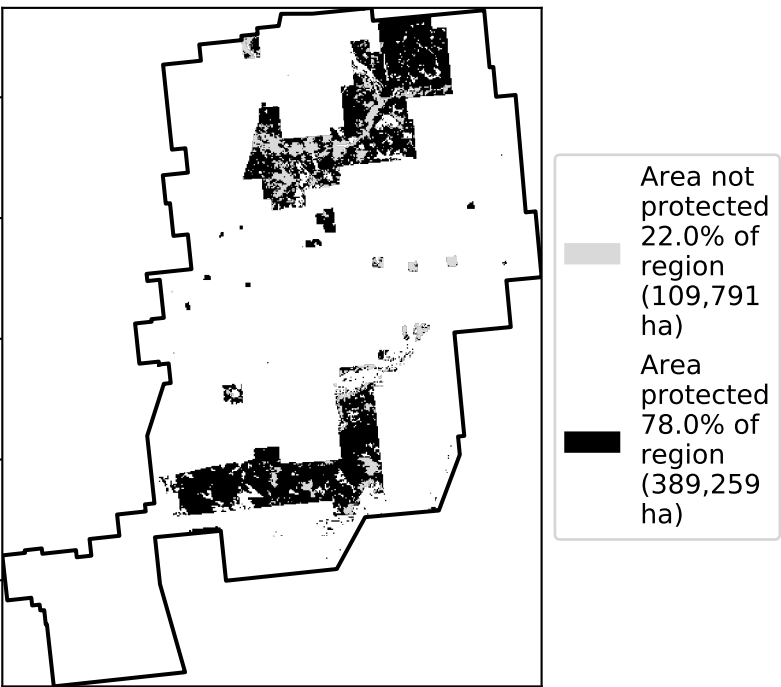 Area not
protected
22.0% of
region
(109,791
ha)
Area
protected
78.0% of
region
(389,259
ha)